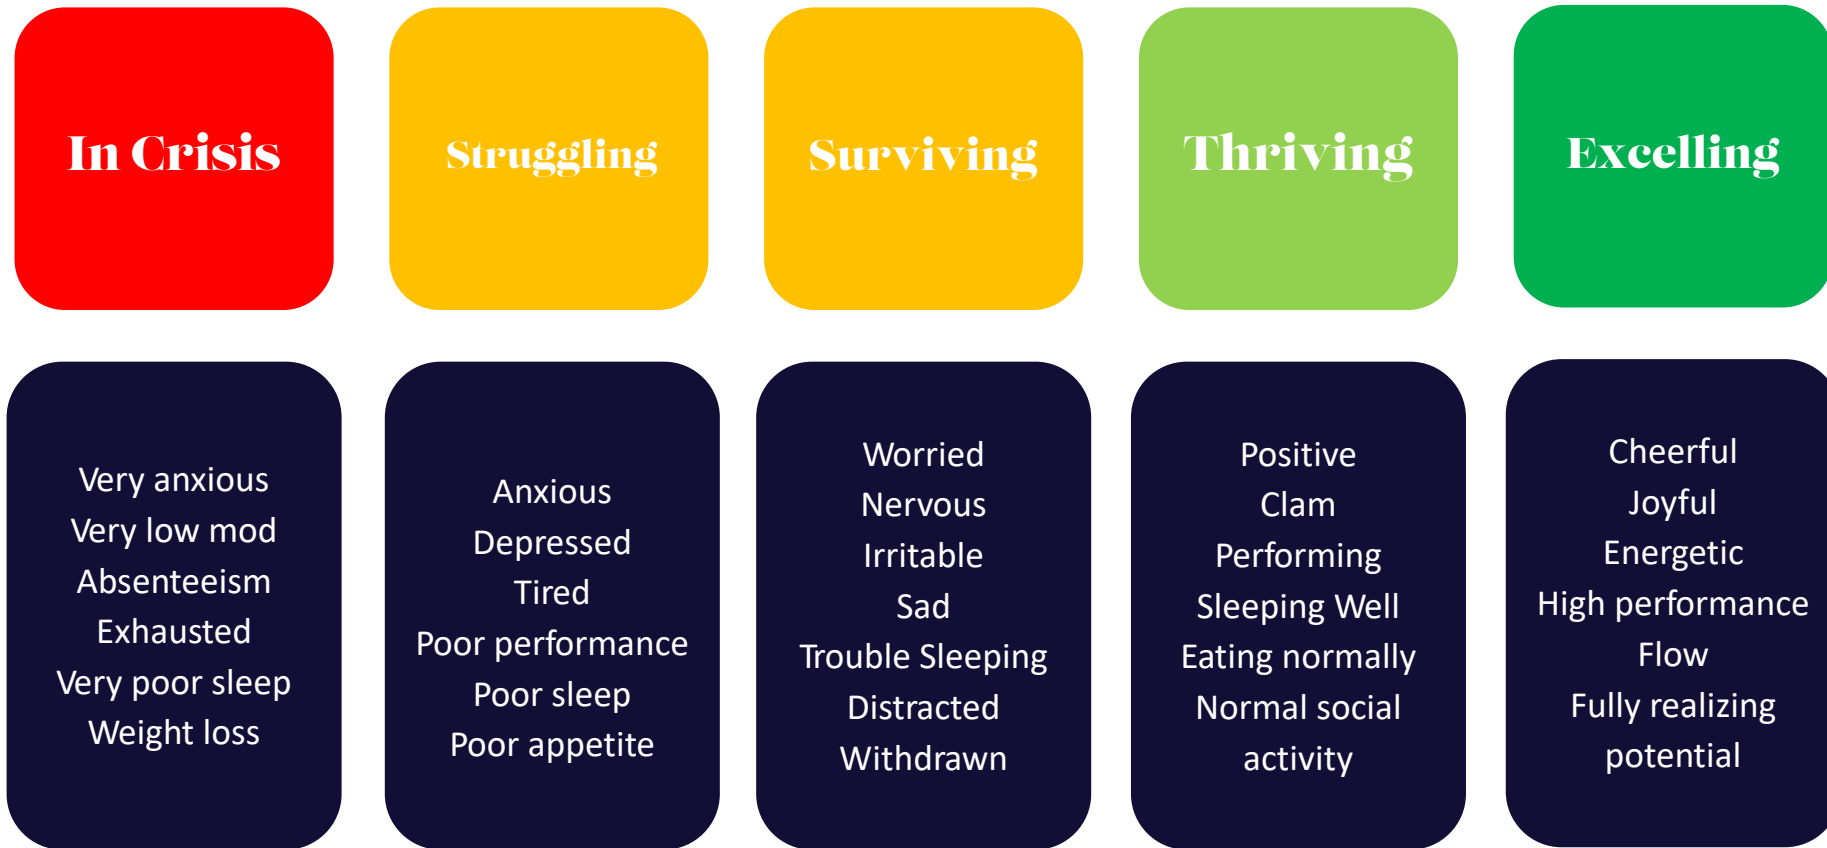 In Crisis
Struggling
Surviving
Thriving
Excelling
Very anxious
Very low mod
Absenteeism
Exhausted
Very poor sleep
Weight loss
Anxious
Depressed
Tired
Poor performance
Poor sleep
Poor appetite
Worried
Nervous
Irritable
Sad
Trouble Sleeping
Distracted
Withdrawn
Positive
Clam
Performing
Sleeping Well
Eating normally
Normal social
activity
Cheerful
Joyful
Energetic
High performance
Flow
Fully realizing
potential